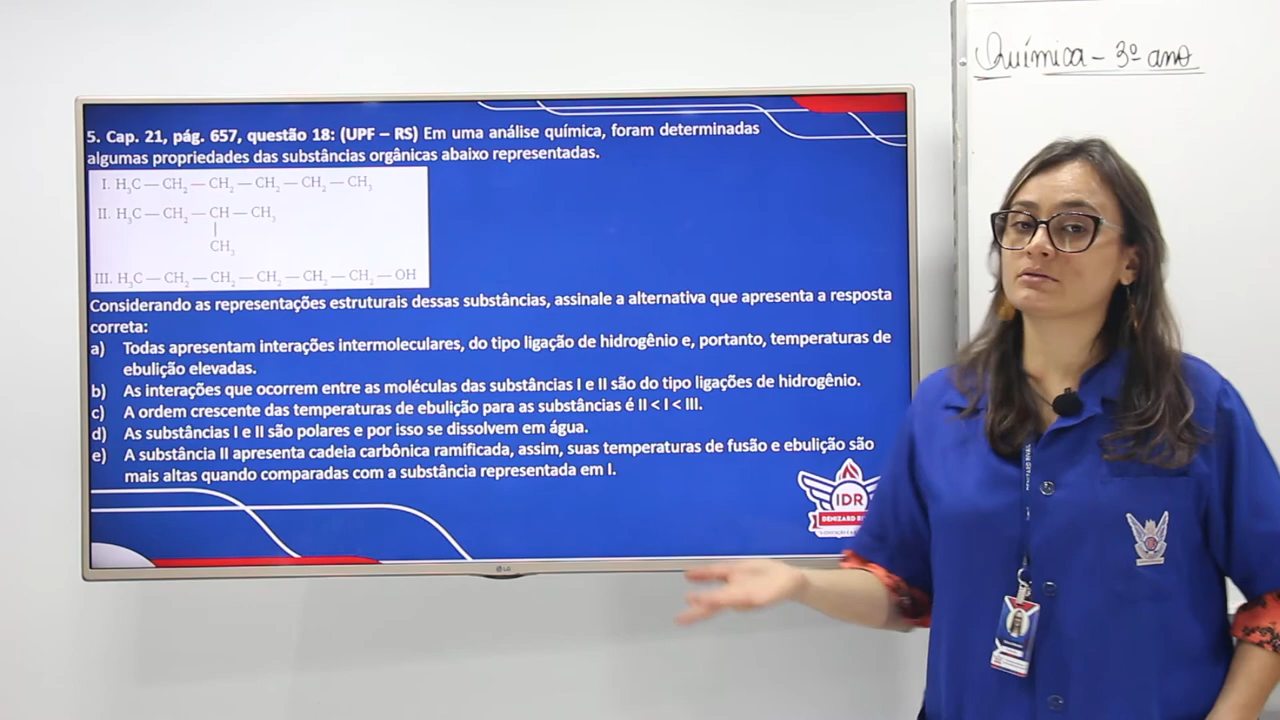 Química - 3º ano
5. Cap. 21, pág. 657, questão 18: (UPF – RS) Em uma análise química, foram determinadas
algumas propriedades das substâncias orgânicas abaixo representadas.
I. H₃C — CH₂ — CH₂ — CH₂ — CH₂ — CH₃
II. H₃C — CH₂ — CH — CH₃
|
CH₃
III. H₃C — CH₂ — CH₂ — CH₂ — CH₂ — CH₂ — OH
Considerando as representações estruturais dessas substâncias, assinale a alternativa que apresenta a resposta
correta:
a) Todas apresentam interações intermoleculares, do tipo ligação de hidrogênio e, portanto, temperaturas de
ebulição elevadas.
b) As interações que ocorrem entre as moléculas das substâncias I e II são do tipo ligações de hidrogênio.
c) A ordem crescente das temperaturas de ebulição para as substâncias é II < I < III.
d) As substâncias I e II são polares e por isso se dissolvem em água.
e) A substância II apresenta cadeia carbônica ramificada, assim, suas temperaturas de fusão e ebulição são
mais altas quando comparadas com a substância representada em I.
IDR
LG